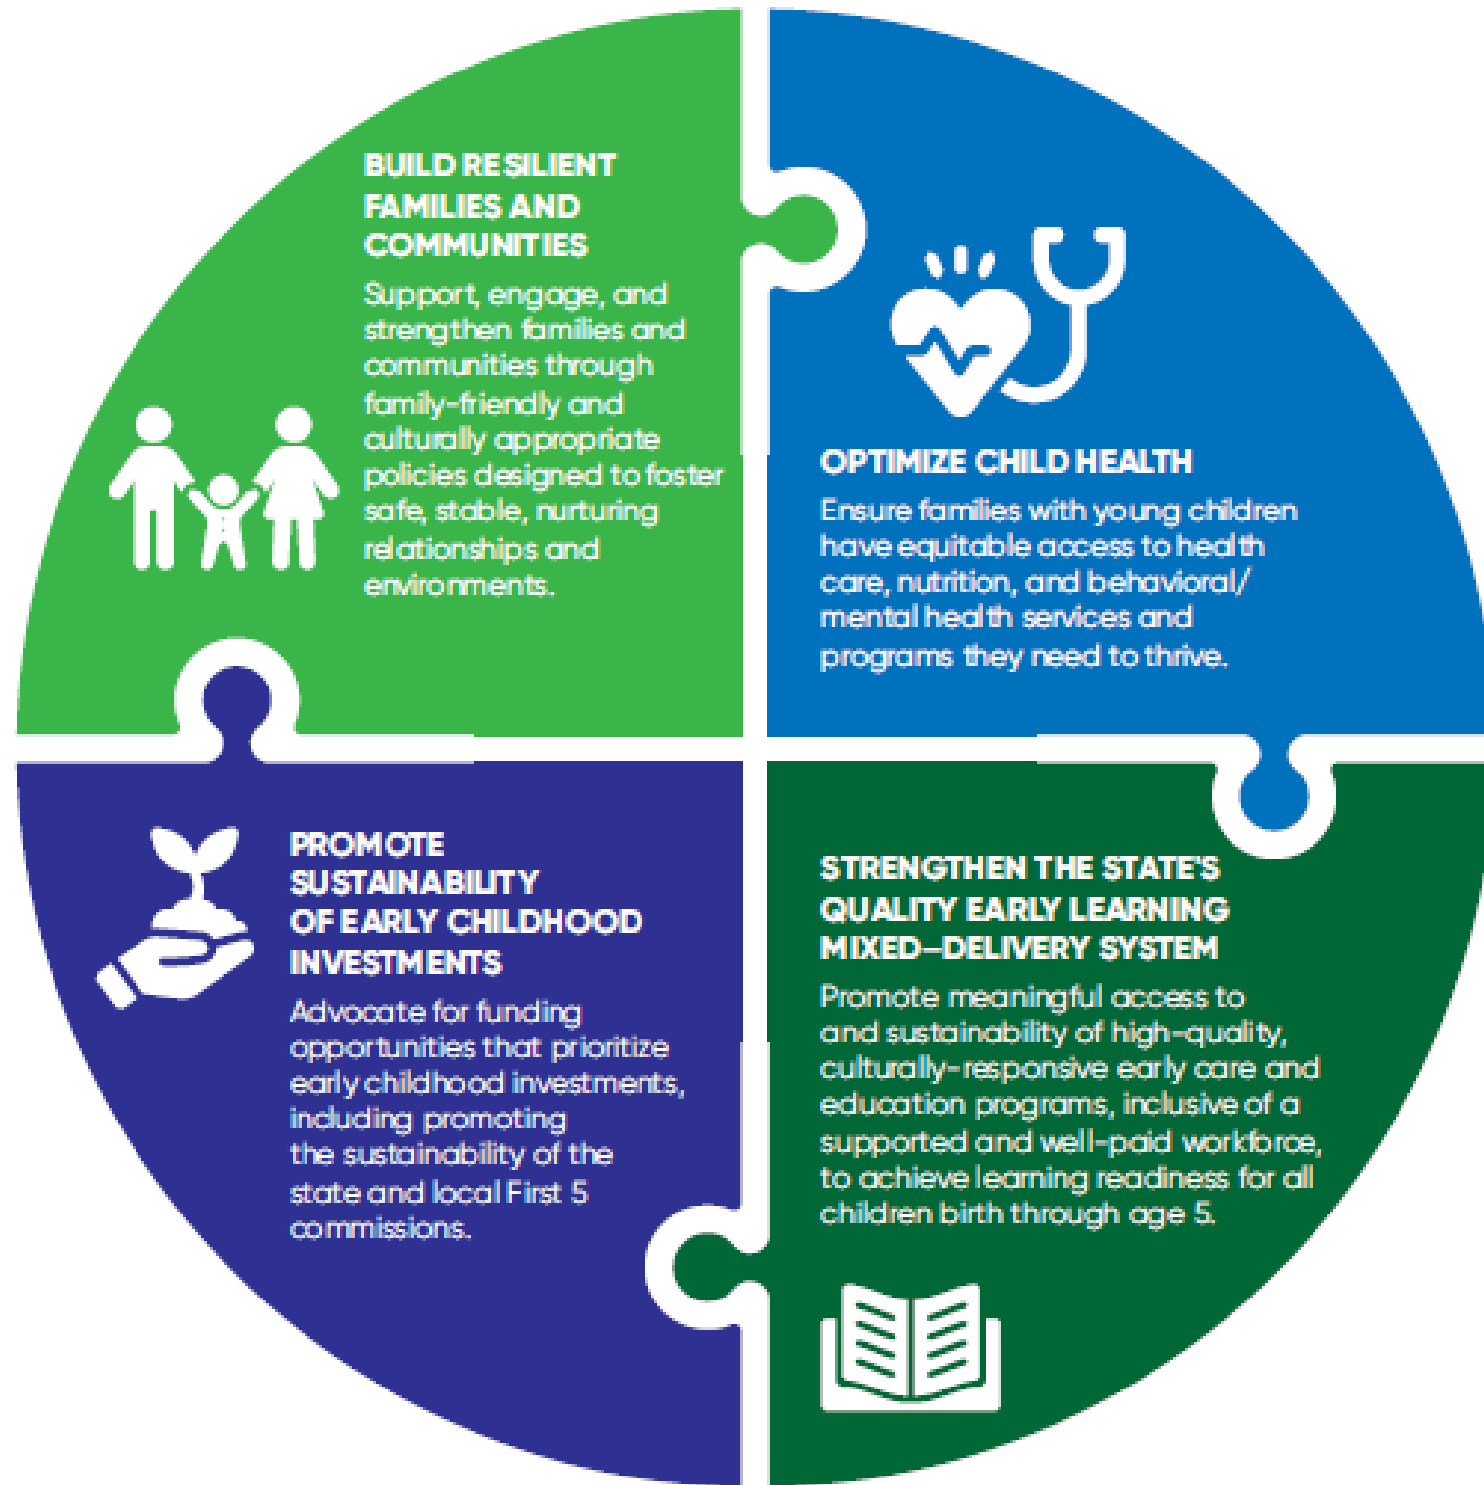 BUILD RESILIENT
FAMILIES AND
COMMUNITIES
Support, engage, and
strengthen families and
communities through
family-friendly and
culturally appropriate
policies designed to foster
safe, stable, nurturing
relationships and
environments.
OPTIMIZE CHILD HEALTH
Ensure families with young children
have equitable access to health
care, nutrition, and behavioral/
mental health services and
programs they need to thrive.
PROMOTE
SUSTAINABILITY
OF EARLY CHILDHOOD
INVESTMENTS
Advocate for funding
opportunities that prioritize
early childhood investments,
including promoting
the sustainability of the
state and local First 5
commissions.
STRENGTHEN THE STATE'S
QUALITY EARLY LEARNING
MIXED–DELIVERY SYSTEM
Promote meaningful access to
and sustainability of high-quality,
culturally-responsive early care and
education programs, inclusive of a
supported and well-paid workforce,
to achieve learning readiness for all
children birth through age 5.